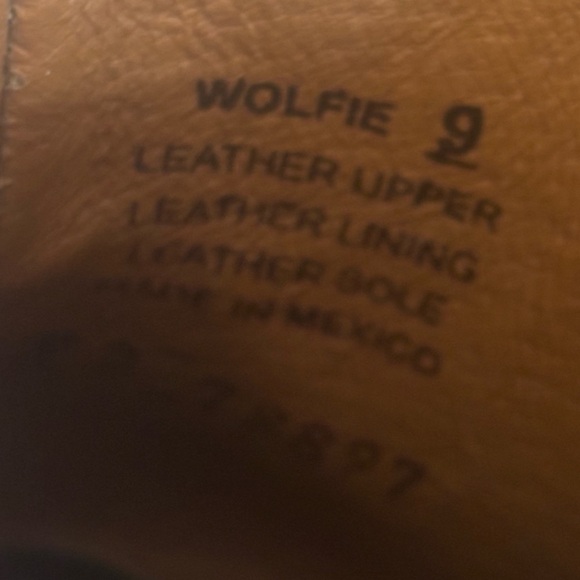 WOLFIE 9
LEATHER UPPER
LEATHER LINING
LEATHER SOLE
MADE IN MEXICO